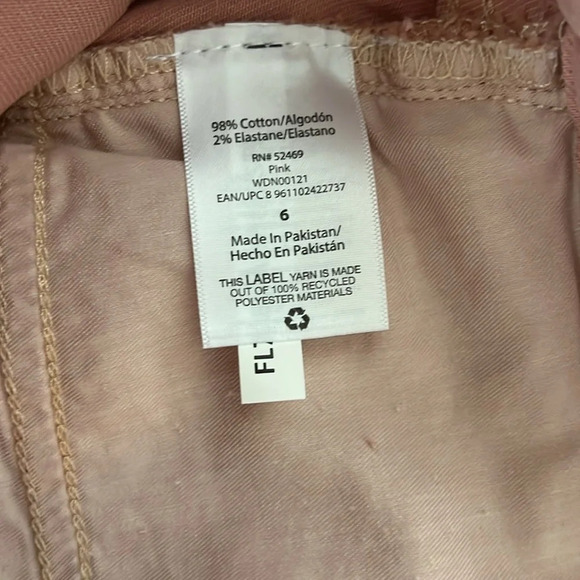 98% Cotton/Algodón
2% Elastane/Elastano
RN# 52469
Pink
WDN00121
EAN/UPC 8 961102422737
6
Made In Pakistan/
Hecho En Pakistán
THIS LABEL YARN IS MADE
OUT OF 100% RECYCLED
POLYESTER MATERIALS